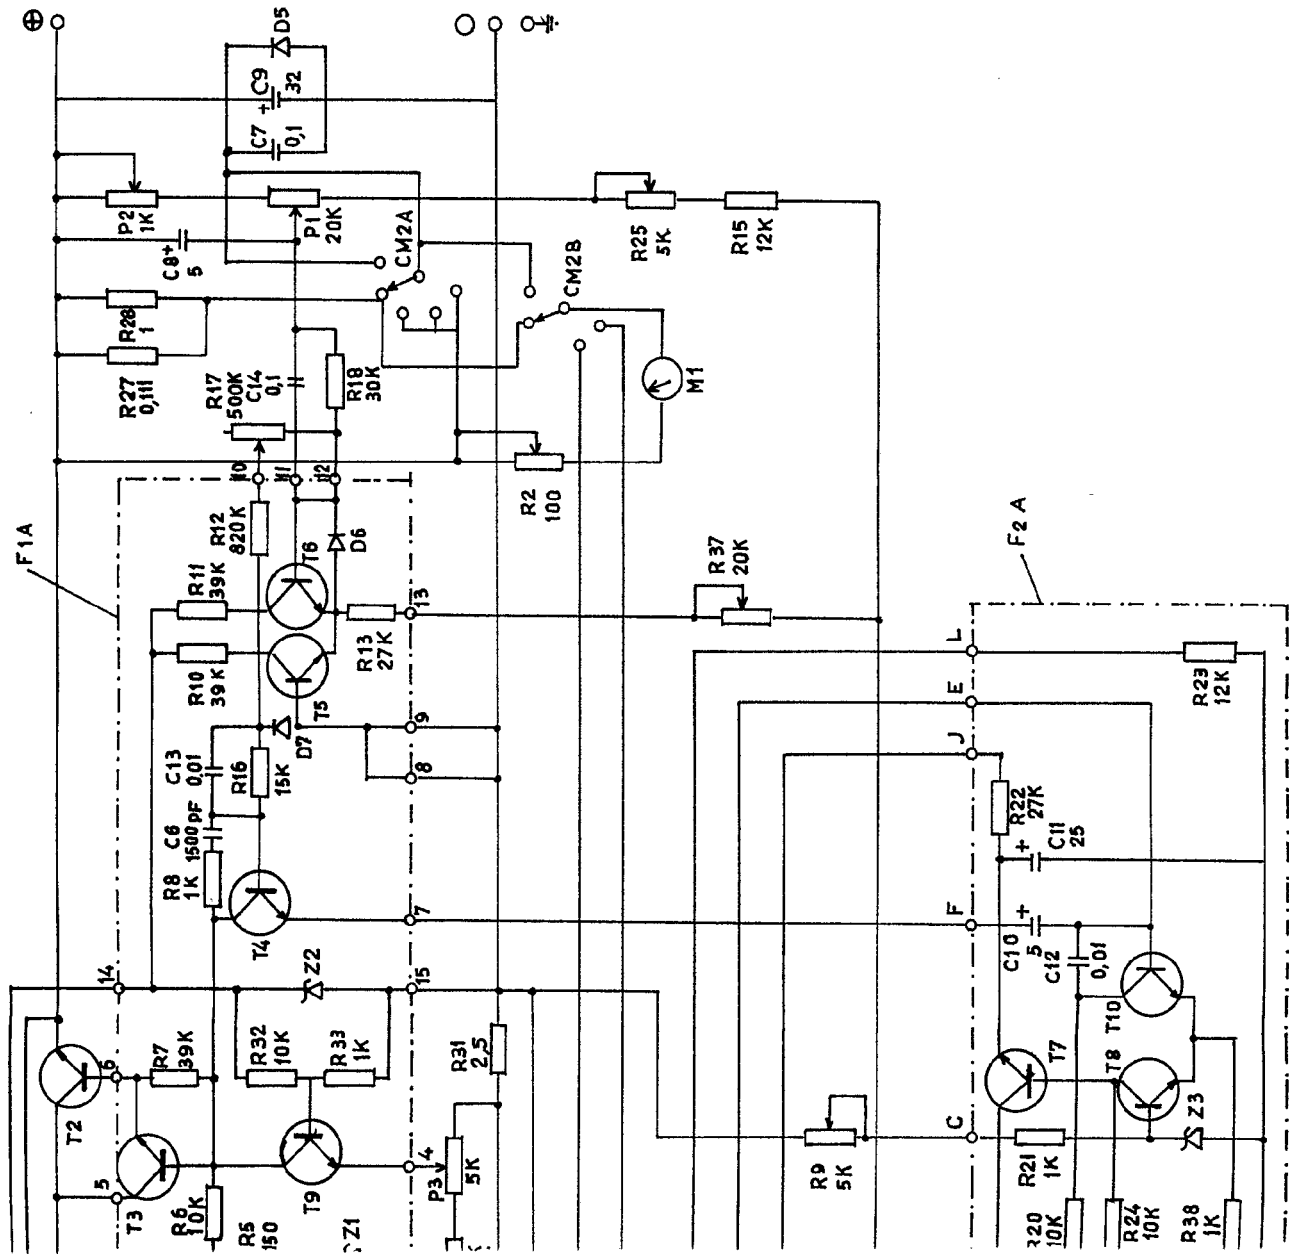 ⊕
D5
C9
+
32
C7
0,1
P2
1K
P1
20K
R25
5K
R15
12K
C8+
5
CM2A
CM2B
R28
1
R27
0,111
R17
500K
C14
0,1
R18
30K
M1
10
11
12
R2
100
F1A
R12
820K
D6
T6
R11
39K
13
R37
20K
F2A
R10
39K
R13
27K
T5
L
R23
12K
E
D7
9
8
J
C13
0,01
R16
15K
R22
27K
C6
1500pF
R8
1K
+
C11
25
T4
7
F
+
C10
5
C12
0,01
14
Z2
15
T10
6
R7
39K
R32
10K
R33
1K
R31
2,5
T7
T8
T2
Z3
C
5
T3
T9
4
P3
5K
R9
5K
R21
1K
R6
10K
R5
150
Z1
R20
10K
R24
10K
R38
1K